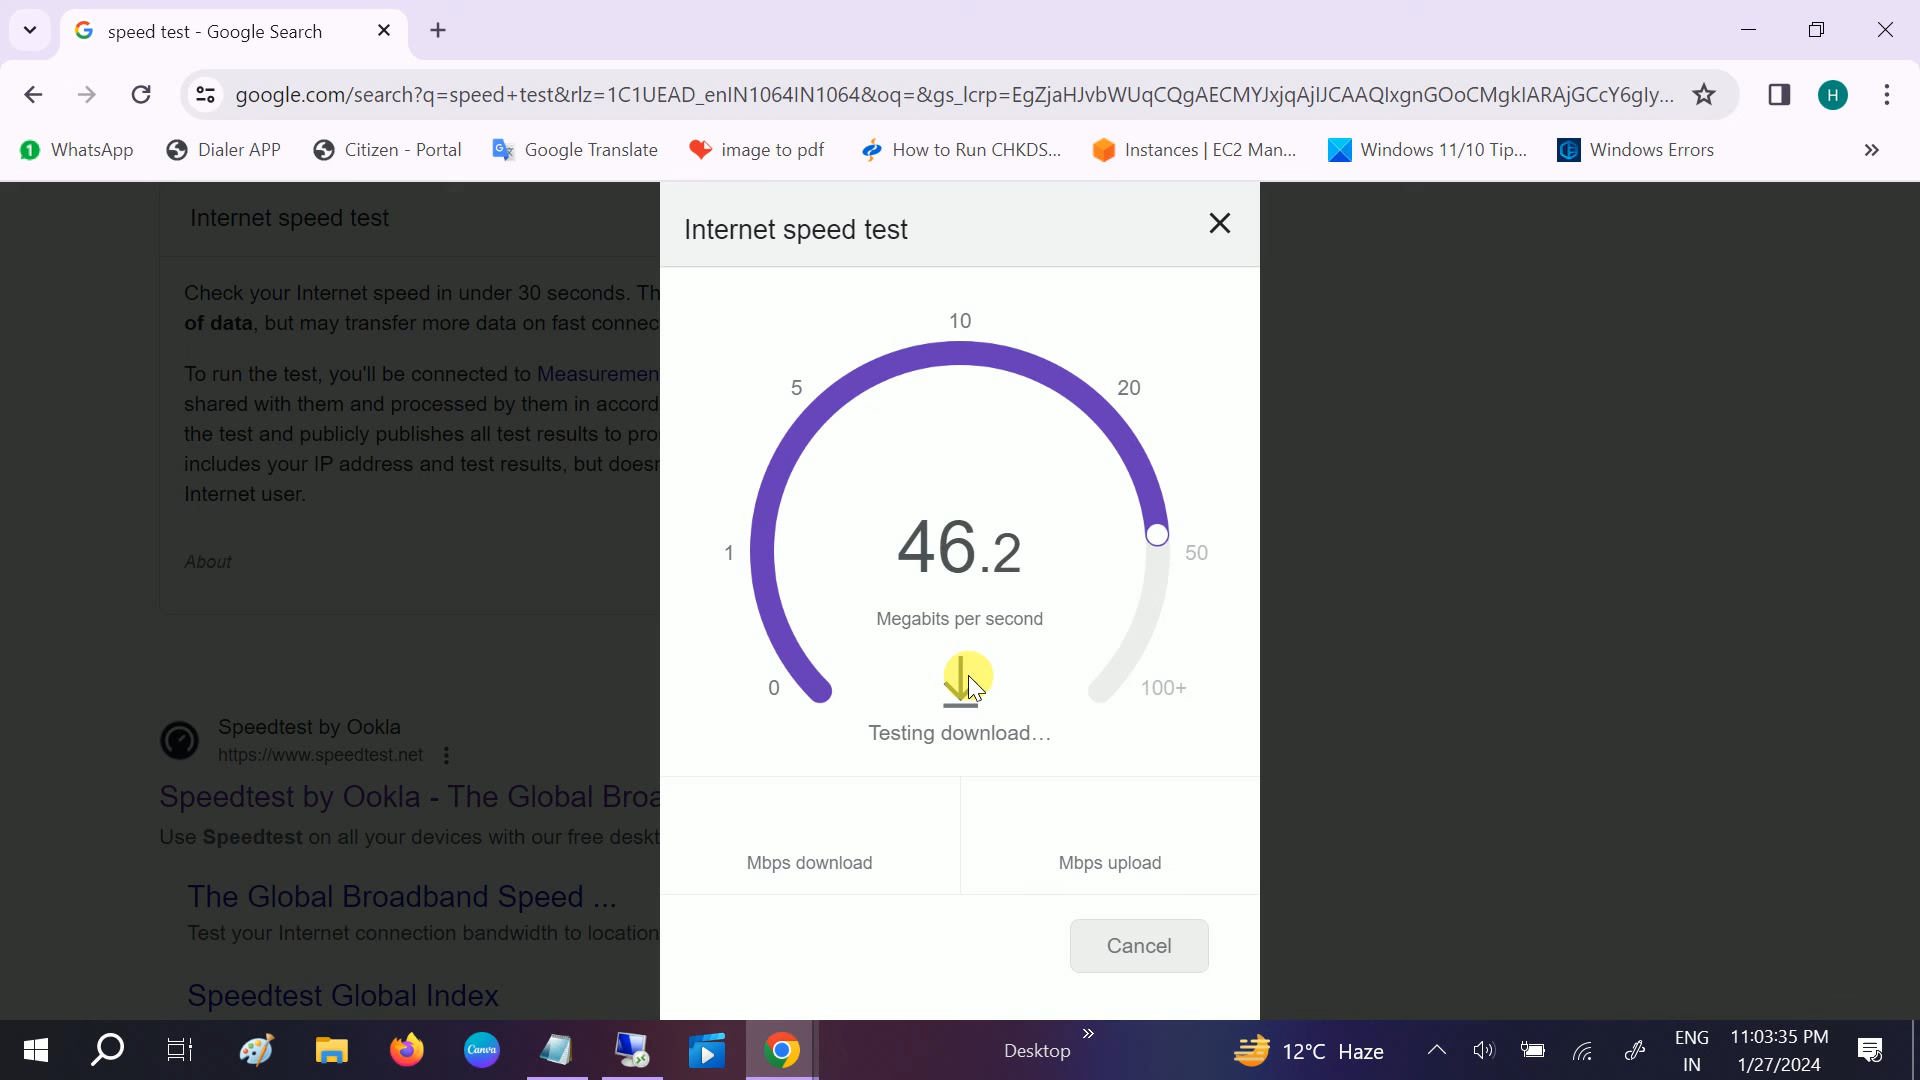 speed test - Google Search
google.com/search?q=speed+test&rlz=1C1UEAD_enIN1064IN1064&oq=&gs_lcrp=EgZjaHJvbWUqCQgAECMYJxjqAjIJCAAQIxgnGOoCMgkIARAjGCcY6gIy...
H
1 WhatsApp Dialer APP Citizen - Portal Google Translate image to pdf How to Run CHKDS... Instances | EC2 Man... Windows 11/10 Tip... Windows Errors
Internet speed test
Check your Internet speed in under 30 seconds. Th
of data, but may transfer more data on fast connec
To run the test, you'll be connected to Measuremen
shared with them and processed by them in accord
the test and publicly publishes all test results to pro
includes your IP address and test results, but doesn
Internet user.
About
Speedtest by Ookla
https://www.speedtest.net
Speedtest by Ookla - The Global Broa
Use Speedtest on all your devices with our free deskt
The Global Broadband Speed ...
Test your Internet connection bandwidth to location
Speedtest Global Index
Internet speed test
10
5 20
1 50
0 100+
46.2
Megabits per second
Testing download...
Mbps download Mbps upload
Cancel
Canva
Desktop
12°C Haze
ENG
IN
11:03:35 PM
1/27/2024